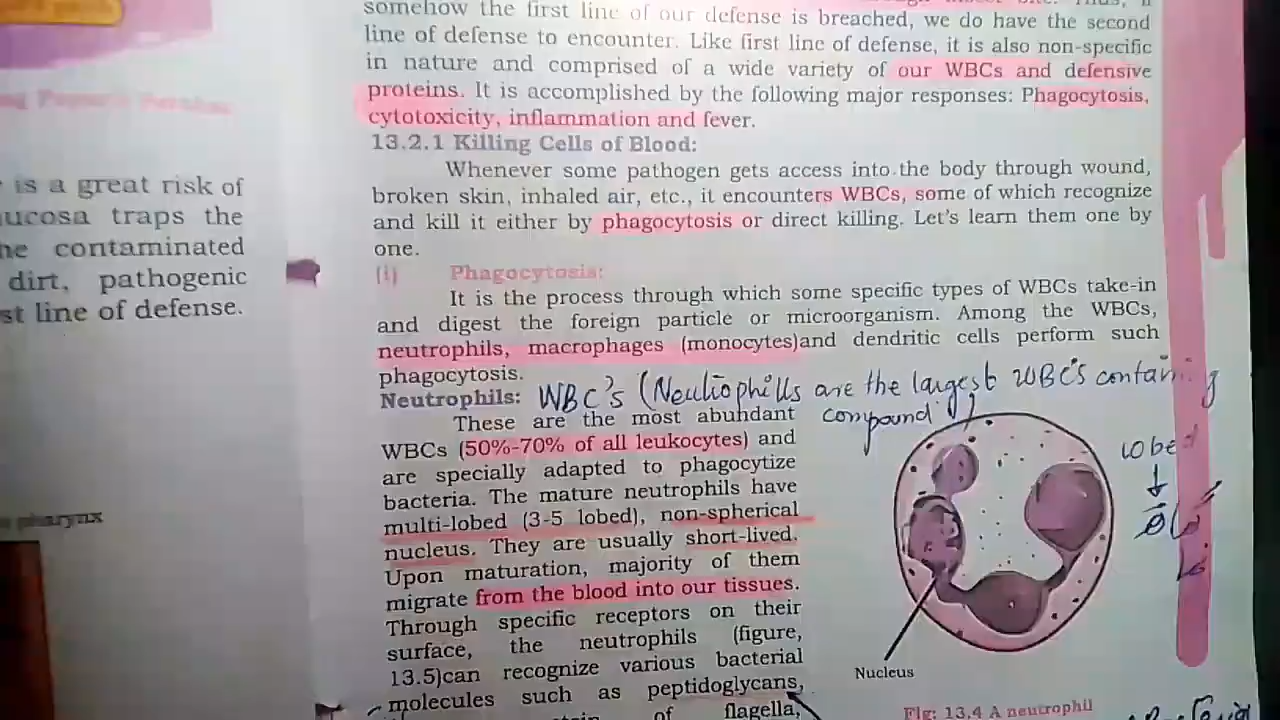 is a great risk of
ucosa traps the
he contaminated
dirt, pathogenic
st line of defense.
pharynx
somehow the first line of our defense is breached, we do have the second
line of defense to encounter. Like first line of defense, it is also non-specific
in nature and comprised of a wide variety of our WBCs and defensive
proteins. It is accomplished by the following major responses: Phagocytosis,
cytotoxicity, inflammation and fever.
13.2.1 Killing Cells of Blood:
Whenever some pathogen gets access into the body through wound,
broken skin, inhaled air, etc., it encounters WBCs, some of which recognize
and kill it either by phagocytosis or direct killing. Let's learn them one by
one.
(i) Phagocytosis:
It is the process through which some specific types of WBCs take-in
and digest the foreign particle or microorganism. Among the WBCs,
neutrophils, macrophages (monocytes)and dendritic cells perform such
phagocytosis.
Neutrophils: WBC's (Neutiophills are the largest WBC's containing
compound
These are the most abundant
WBCs (50%-70% of all leukocytes) and
are specially adapted to phagocytize
bacteria. The mature neutrophils have
multi-lobed (3-5 lobed), non-spherical
nucleus. They are usually short-lived.
Upon maturation, majority of them
migrate from the blood into our tissues.
Through specific receptors on their
surface, the neutrophils (figure,
13.5)can recognize various bacterial
molecules such as peptidoglycans,
of flagella,
lobed
Nucleus
Fig: 13.4 A neutrophil